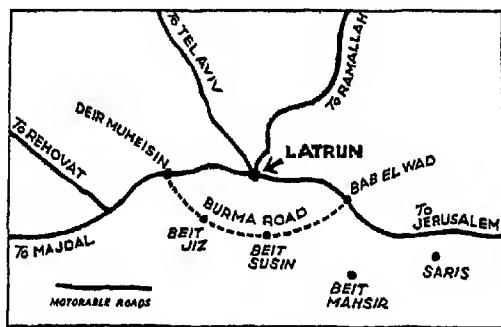 To TEL AVIV
To RAMALLAH
DEIR MUHEISIN
To REHOVAT
LATRUN
BAB EL WAD
BURMA ROAD
To
JERUSALEM
To MAJDAL
BEIT
JIZ
BEIT
SUSIN
SARIS
BEIT
MAHSIR
MOTORABLE ROADS